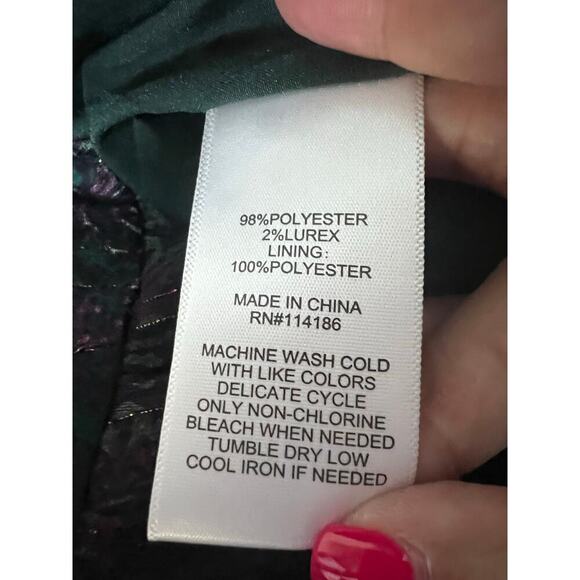 98%POLYESTER
2%LUREX
LINING:
100%POLYESTER
MADE IN CHINA
RN#114186
MACHINE WASH COLD
WITH LIKE COLORS
DELICATE CYCLE
ONLY NON-CHLORINE
BLEACH WHEN NEEDED
TUMBLE DRY LOW
COOL IRON IF NEEDED